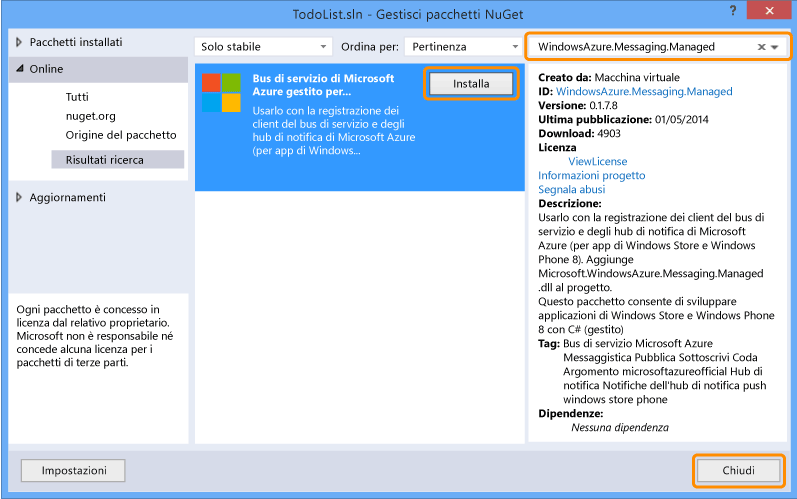 TodoList.sln - Gestisci pacchetti NuGet
?
Pacchetti installati
Online
Tutti
nuget.org
Origine del pacchetto
Risultati ricerca
Aggiornamenti
Ogni pacchetto è concesso in
licenza dal relativo proprietario.
Microsoft non è responsabile né
concede alcuna licenza per i
pacchetti di terze parti.
Impostazioni
Solo stabile
Ordina per:
Pertinenza
Bus di servizio di Microsoft
Azure gestito per...
Usarlo con la registrazione dei
client del bus di servizio e degli
hub di notifica di Microsoft Azure
(per app di Windows...
Installa
WindowsAzure.Messaging.Managed
Creato da: Macchina virtuale
ID: WindowsAzure.Messaging.Managed
Versione: 0.1.7.8
Ultima pubblicazione: 01/05/2014
Download: 4903
Licenza
ViewLicense
Informazioni progetto
Segnala abusi
Descrizione:
Usarlo con la registrazione dei client del bus di
servizio e degli hub di notifica di Microsoft
Azure (per app di Windows Store e Windows
Phone 8). Aggiunge
Microsoft.WindowsAzure.Messaging.Managed
.dll al progetto.
Questo pacchetto consente di sviluppare
applicazioni di Windows Store e Windows Phone
8 con C# (gestito)
Tag: Bus di servizio Microsoft Azure
Messaggistica Pubblica Sottoscrivi Coda
Argomento microsoftazureofficial Hub di
notifica Notifiche dell'hub di notifica push
windows store phone
Dipendenze:
Nessuna dipendenza
Chiudi